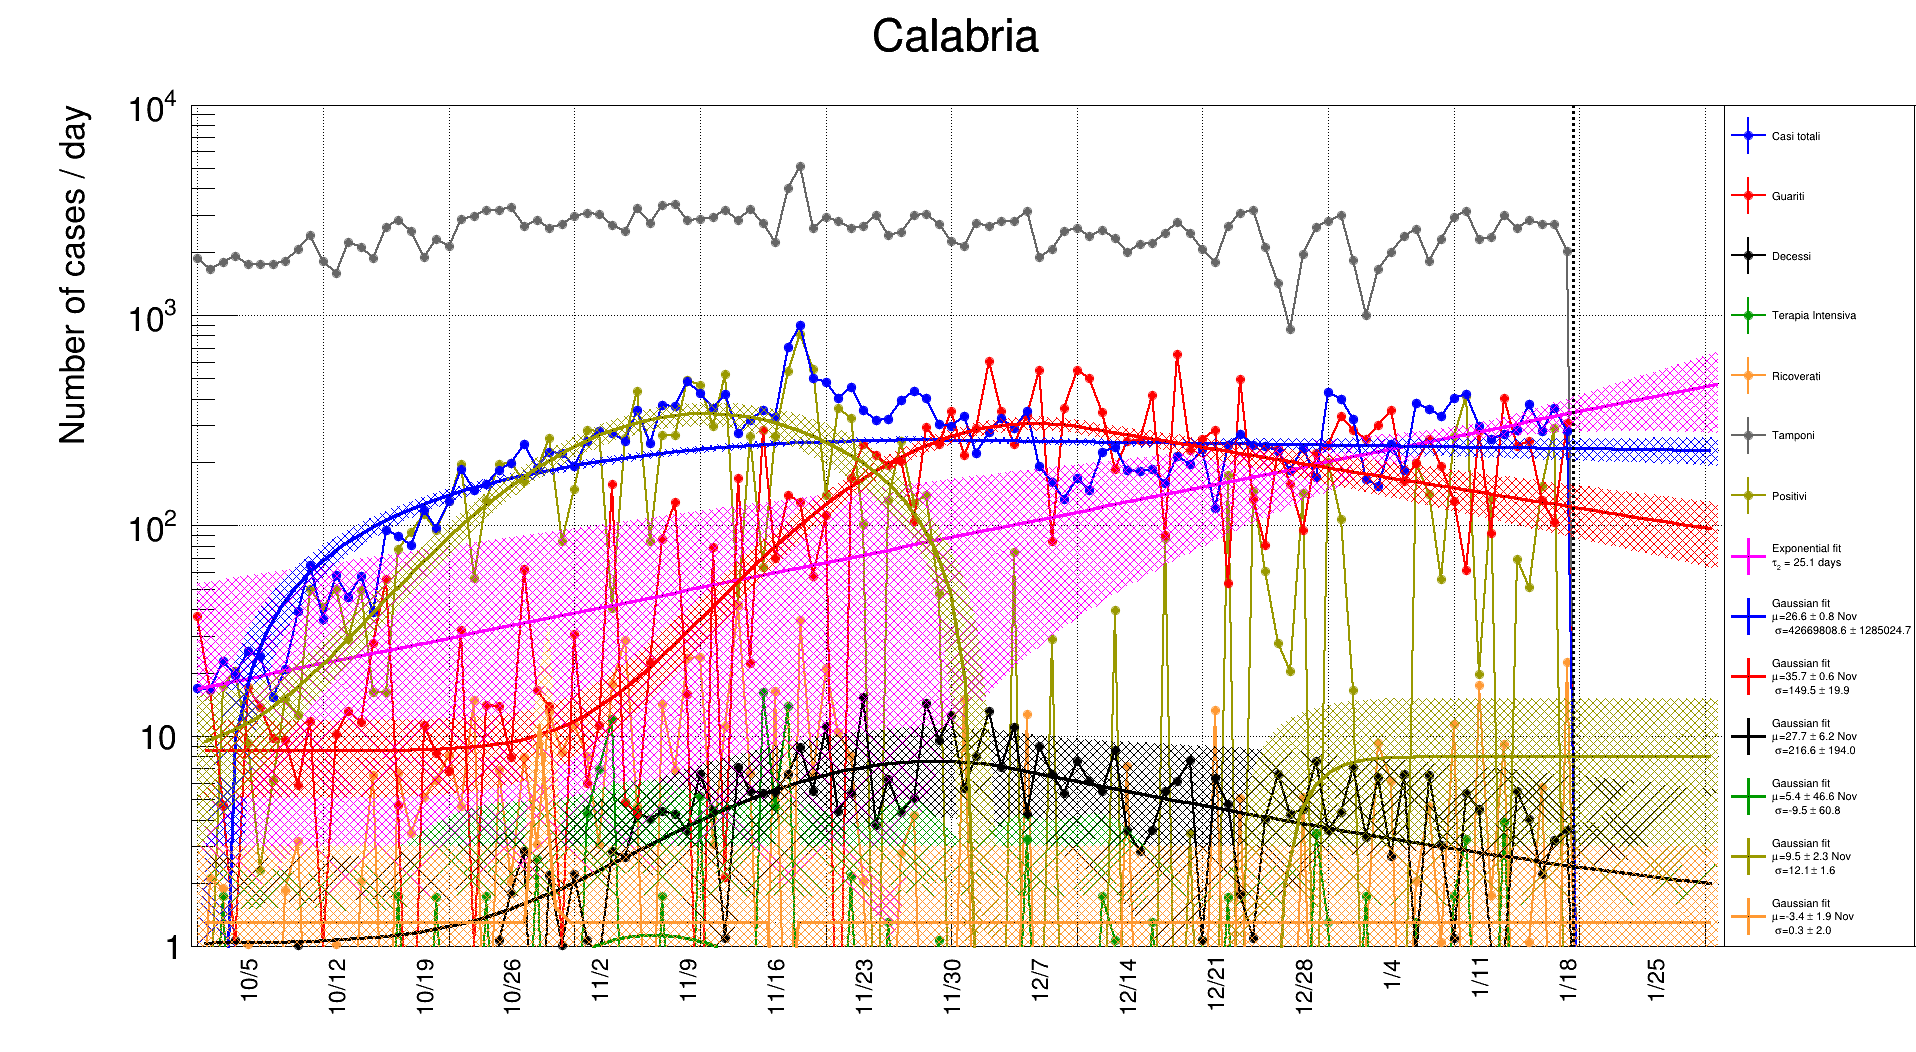 Calabria
Number of cases / day
10⁴
10³
10²
10
1
10/5
10/12
10/19
10/26
11/2
11/9
11/16
11/23
11/30
12/7
12/14
12/21
12/28
1/4
1/11
1/18
1/25
Casi totali
Guariti
Decessi
Terapia Intensiva
Ricoverati
Tamponi
Positivi
Exponential fit
τ₂ = 25.1 days
Gaussian fit
μ=26.6 ± 0.8 Nov
σ=42669808.6 ± 1285024.7
Gaussian fit
μ=35.7 ± 0.6 Nov
σ=149.5 ± 19.9
Gaussian fit
μ=27.7 ± 6.2 Nov
σ=216.6 ± 194.0
Gaussian fit
μ=5.4 ± 46.6 Nov
σ=-9.5 ± 60.8
Gaussian fit
μ=9.5 ± 2.3 Nov
σ=12.1 ± 1.6
Gaussian fit
μ=-3.4 ± 1.9 Nov
σ=0.3 ± 2.0